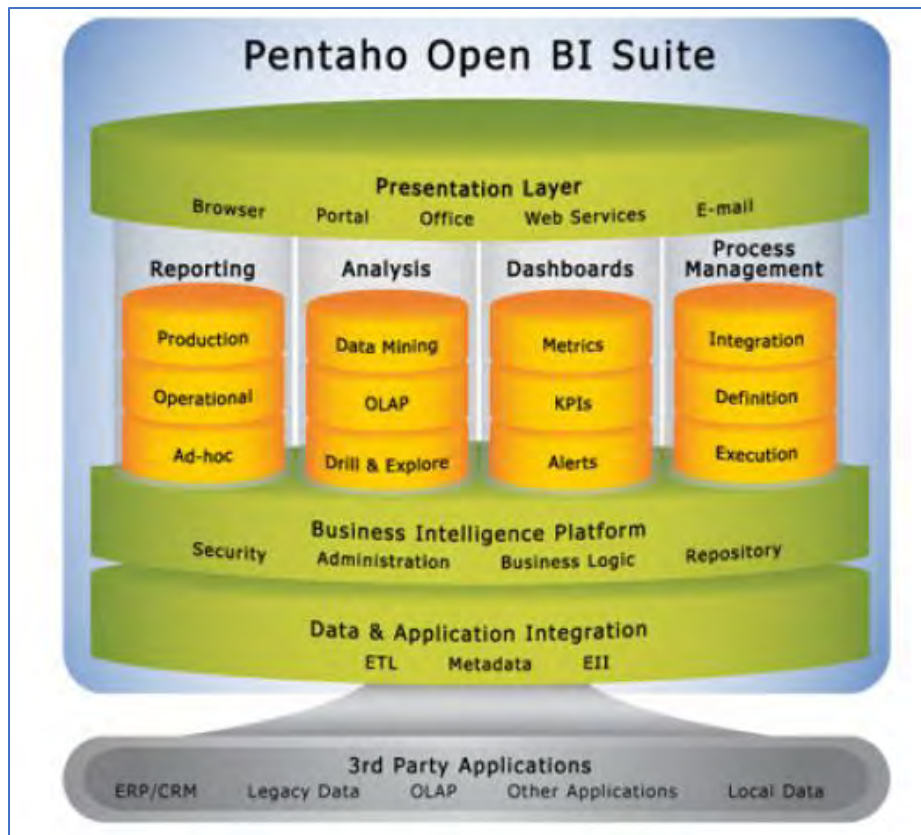 Pentaho Open BI Suite
Presentation Layer
Browser Portal Office Web Services E-mail
Reporting Analysis Dashboards Process Management
Production Data Mining Metrics Integration
Operational OLAP KPIs Definition
Ad-hoc Drill & Explore Alerts Execution
Business Intelligence Platform
Security Administration Business Logic Repository
Data & Application Integration
ETL Metadata EII
3rd Party Applications
ERP/CRM Legacy Data OLAP Other Applications Local Data